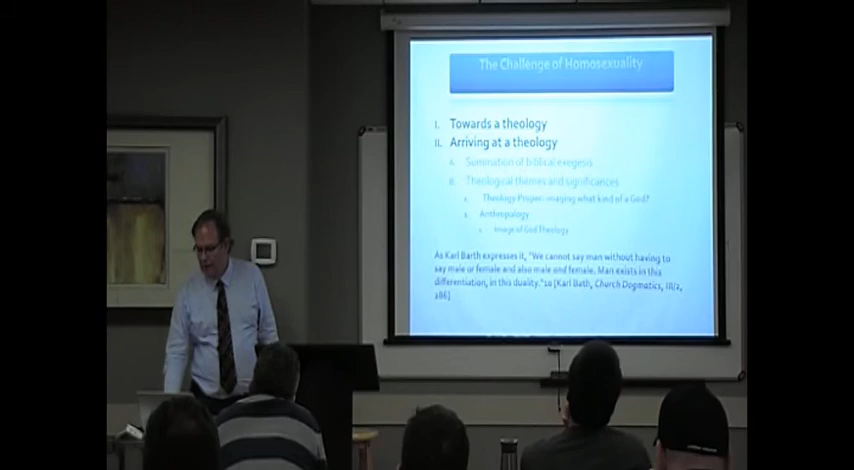 The Challenge of Homosexuality
I. Towards a theology
II. Arriving at a theology
A. Summation of biblical exegesis
B. Theological themes and significances
1. Theology Proper: imaging what kind of a God?
2. Anthropology
Image of God Theology
As Karl Barth expresses it, "We cannot say man without having to
say male or female and also male and female. Man exists in this
differentiation, in this duality."10 [Karl Bath, Church Dogmatics, III/2,
286]